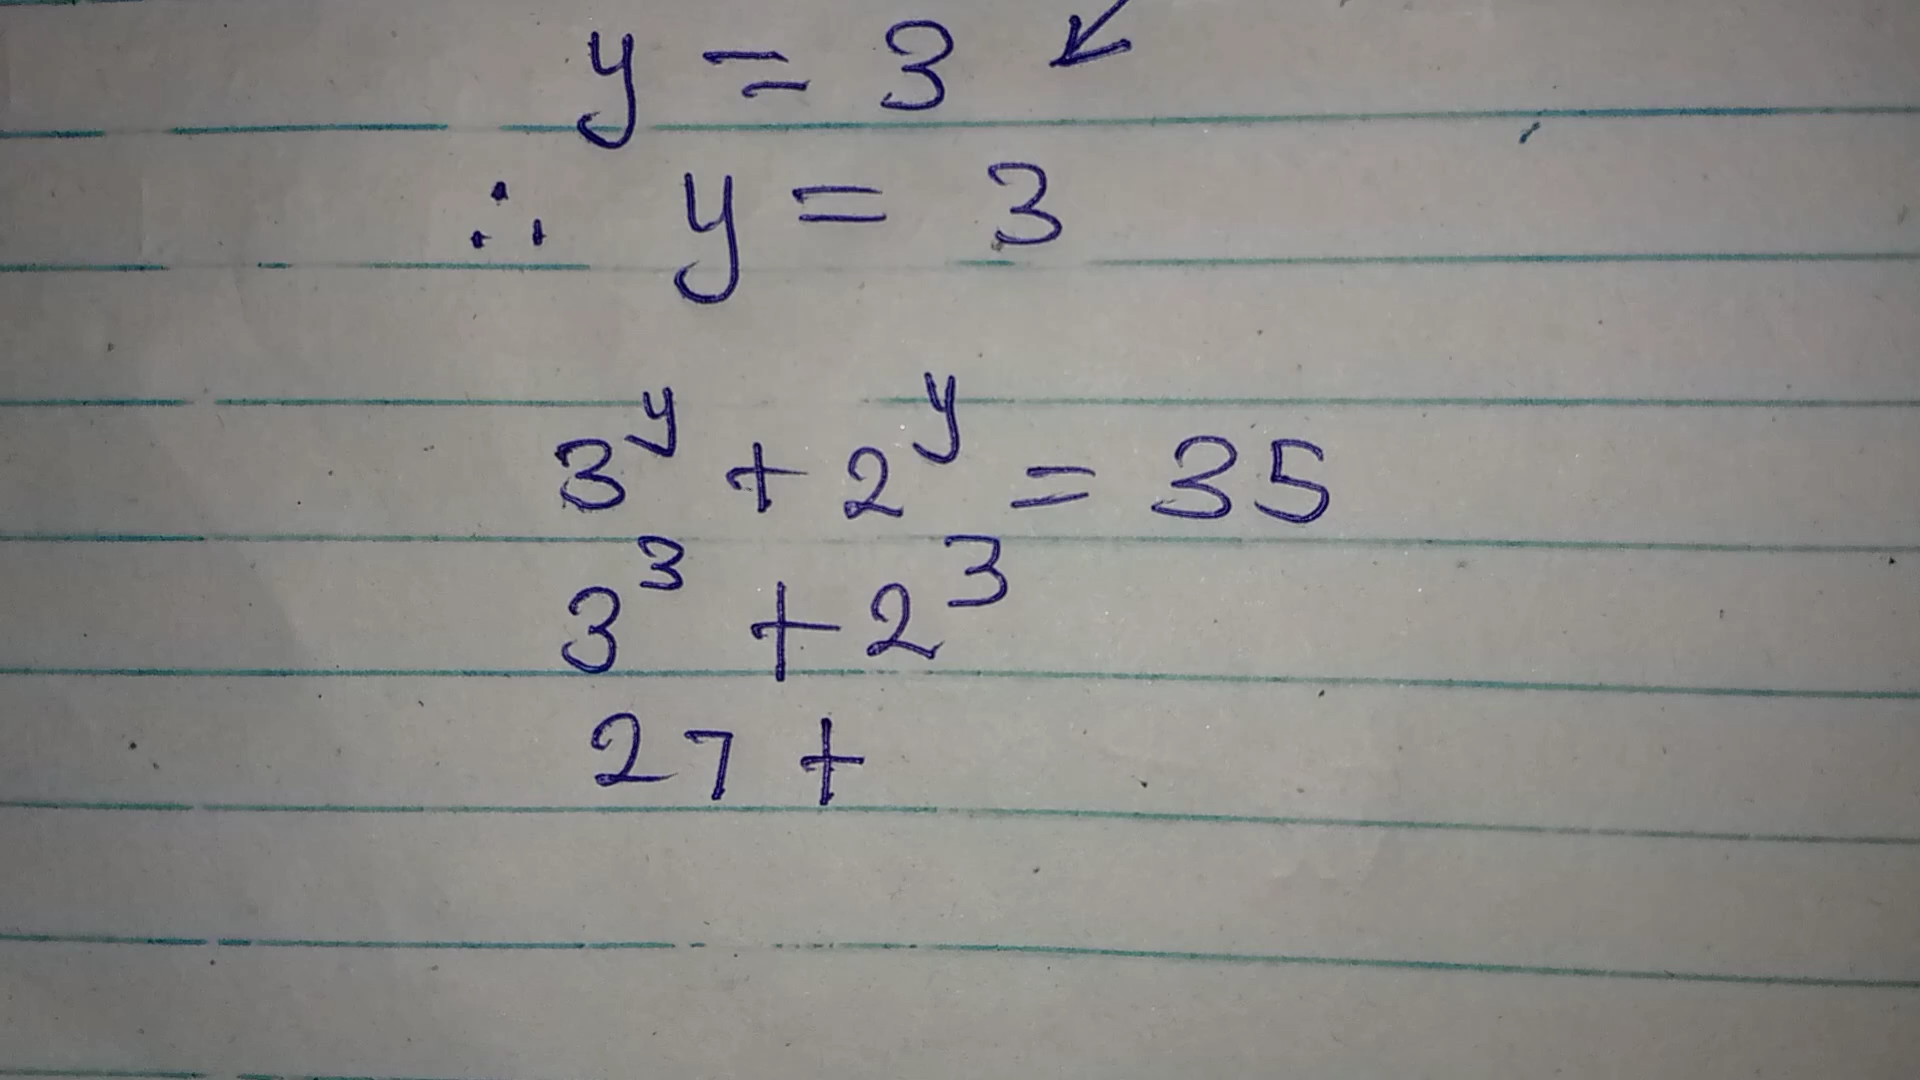 y = 3 ↙
∴ y = 3
3^y + 2^y = 35
3^3 + 2^3
27 +